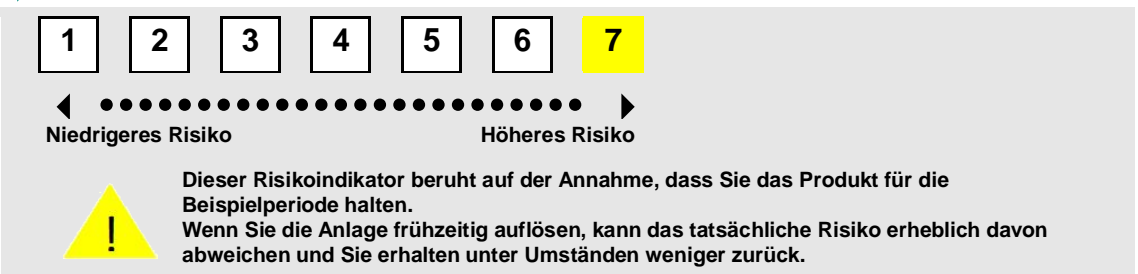 1 2 3 4 5 6 7
Niedrigeres Risiko Höheres Risiko
!
Dieser Risikoindikator beruht auf der Annahme, dass Sie das Produkt für die
Beispielperiode halten.
Wenn Sie die Anlage frühzeitig auflösen, kann das tatsächliche Risiko erheblich davon
abweichen und Sie erhalten unter Umständen weniger zurück.